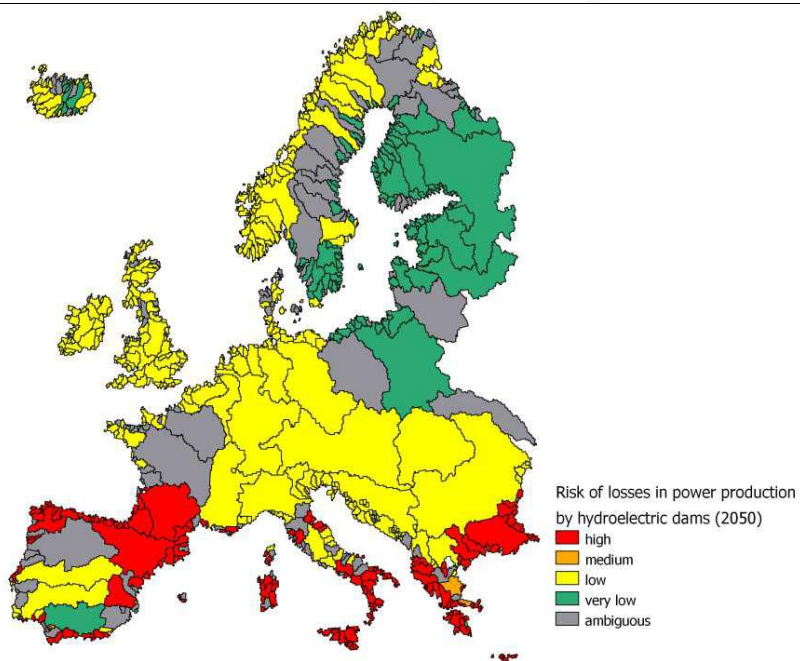 Risk of losses in power production
by hydroelectric dams (2050)
high
medium
low
very low
ambiguous